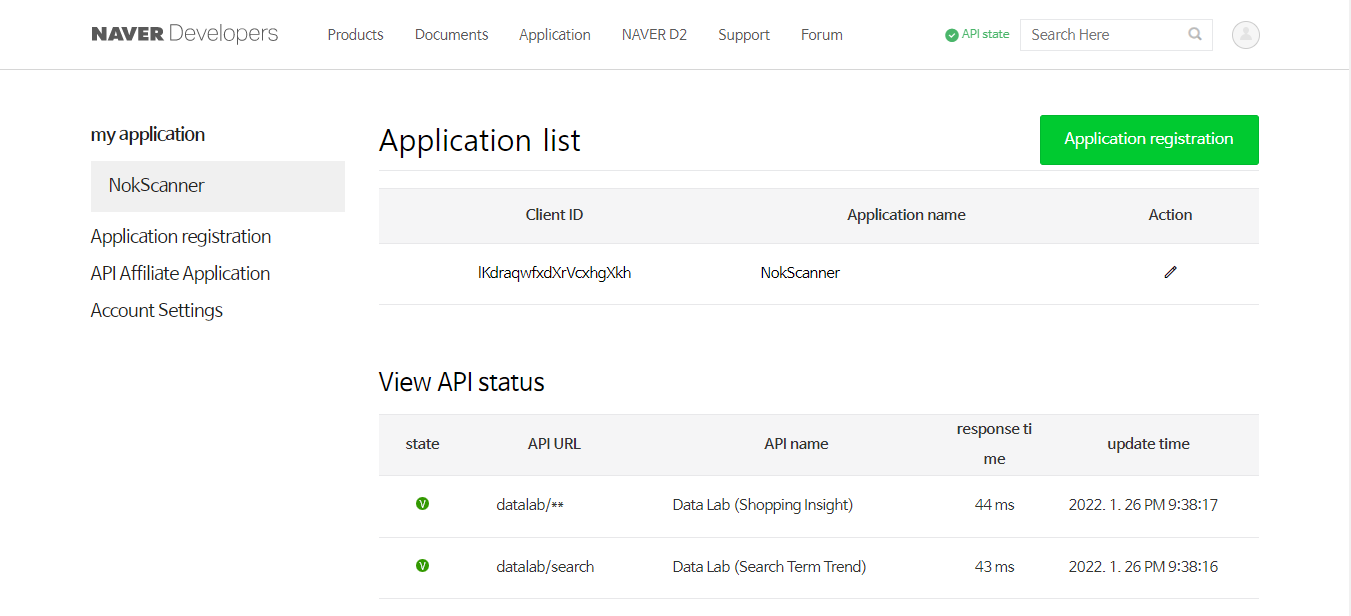 NAVER Developers
Products Documents Application NAVER D2 Support Forum
API state
Search Here
my application
NokScanner
Application registration
API Affiliate Application
Account Settings
Application list
Application registration
Client ID Application name Action
lKdraqwfxdXrVcxhgXkh NokScanner
View API status
state API URL API name response ti
me update time
V datalab/** Data Lab (Shopping Insight) 44 ms 2022. 1. 26 PM 9:38:17
V datalab/search Data Lab (Search Term Trend) 43 ms 2022. 1. 26 PM 9:38:16